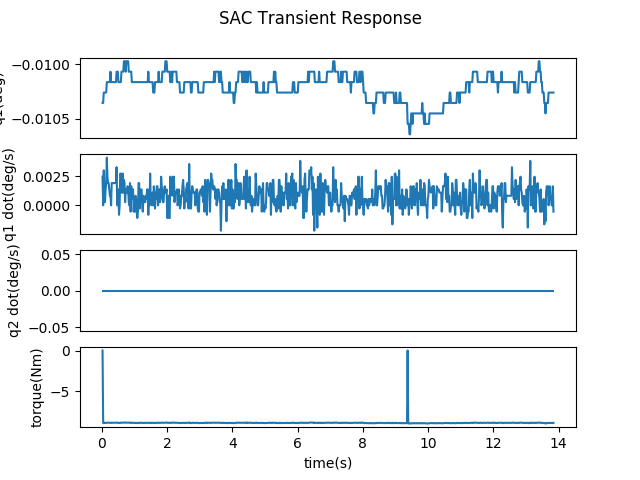 SAC Transient Response
−0.0100
−0.0105
q1(deg)
0.0025
0.0000
q1 dot(deg/s)
0.05
0.00
−0.05
q2 dot(deg/s)
0
−5
torque(Nm)
0 2 4 6 8 10 12 14
time(s)